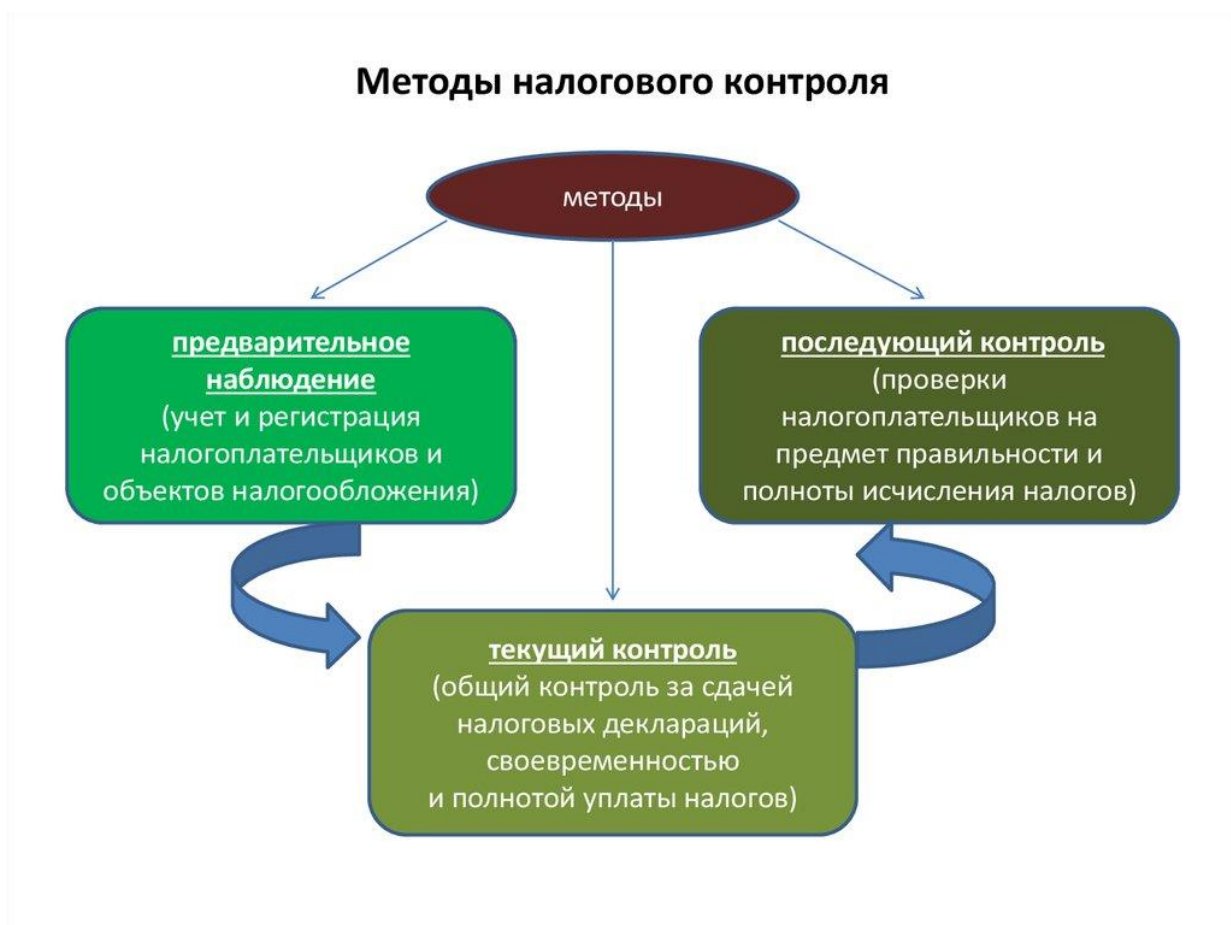 Методы налогового контроля
методы
предварительное
наблюдение
(учет и регистрация
налогоплательщиков и
объектов налогообложения)
последующий контроль
(проверки
налогоплательщиков на
предмет правильности и
полноты исчисления налогов)
текущий контроль
(общий контроль за сдачей
налоговых деклараций,
своевременностью
и полнотой уплаты налогов)